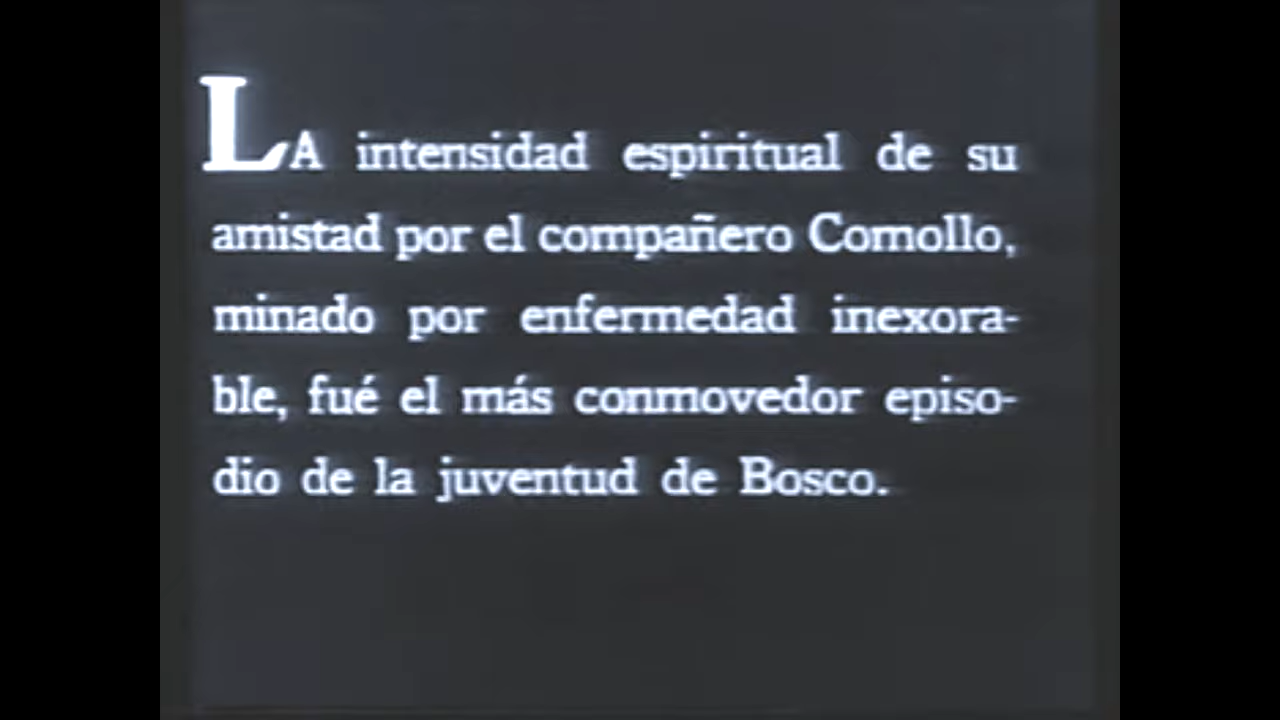 LA intensidad espiritual de su
amistad por el compañero Comollo,
minado por enfermedad inexora-
ble, fué el más conmovedor episo-
dio de la juventud de Bosco.